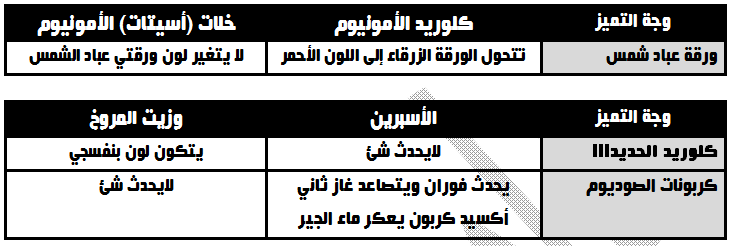 وجة التميز كلوريد الأمونيوم خلات (أسيتات) الأمونيوم
ورقة عباد شمس تتحول الورقة الزرقاء إلى اللون الأحمر لا يتغير لون ورقتي عباد الشمس
وجة التميز الأسبرين وزيت المروخ
كلوريد الحديدIII لايحدث شئ يتكون لون بنفسجي
كربونات الصوديوم يحدث فوران ويتصاعد غاز ثاني لايحدث شئ
أكسيد كربون يعكر ماء الجير